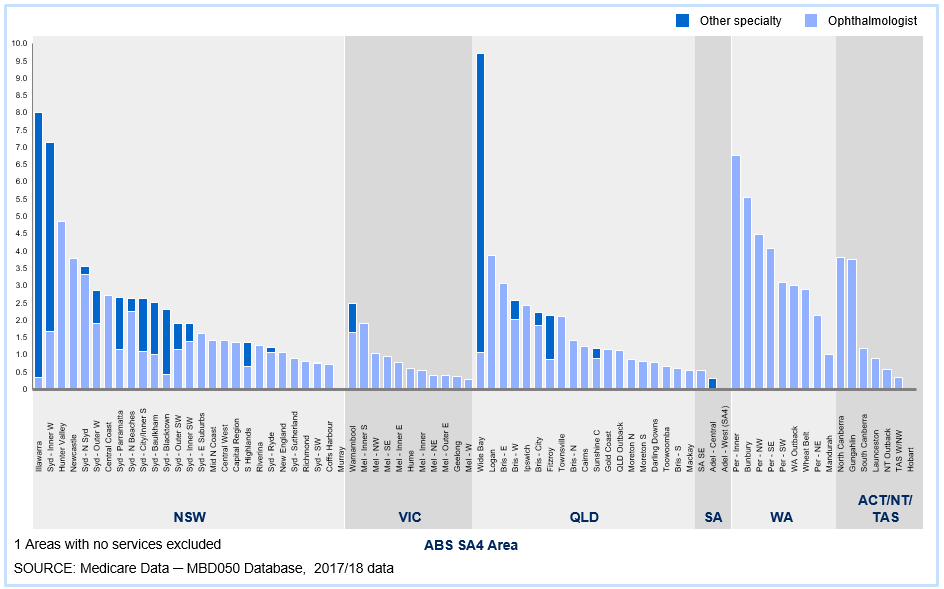 Other specialty
Ophthalmologist
10.0
9.5
9.0
8.5
8.0
7.5
7.0
6.5
6.0
5.5
5.0
4.5
4.0
3.5
3.0
2.5
2.0
1.5
1.0
0.5
0
Illawarra
Syd - Inner W
Hunter Valley
Newcastle
Syd - N Syd
Syd - Outer W
Central Coast
Syd - Parramatta
Syd - N Beaches
Syd - City/Inner S
Syd - Baulkham
Syd - Blacktown
Syd - Outer SW
Syd - Inner SW
Syd - E Suburbs
Mid N Coast
Central West
Capital Region
S Highlands
Riverina
Syd - Ryde
New England
Syd - Sutherland
Richmond
Syd - SW
Coffs Harbour
Murray
Warrnambool
Mel - Inner S
Mel - NW
Mel - SE
Mel - Inner E
Hume
Mel - Inner
Mel - NE
Mel - Outer E
Geelong
Mel - W
Wide Bay
Logan
Bris - E
Bris - W
Ipswich
Bris - City
Fitzroy
Townsville
Bris - N
Cairns
Sunshine C
Gold Coast
QLD Outback
Moreton N
Moreton S
Darling Downs
Toowoomba
Bris - S
Mackay
SA SE
Adel - Central
Adel - West (SA4)
Per - Inner
Bunbury
Per - NW
Per - SE
Per - SW
WA Outback
Wheat Belt
Per - NE
Mandurah
North Canberra
Gungahlin
South Canberra
Launceston
NT Outback
TAS W/NW
Hobart
NSW
VIC
QLD
SA
WA
ACT/NT/
TAS
1 Areas with no services excluded
ABS SA4 Area
SOURCE: Medicare Data ─ MBD050 Database, 2017/18 data